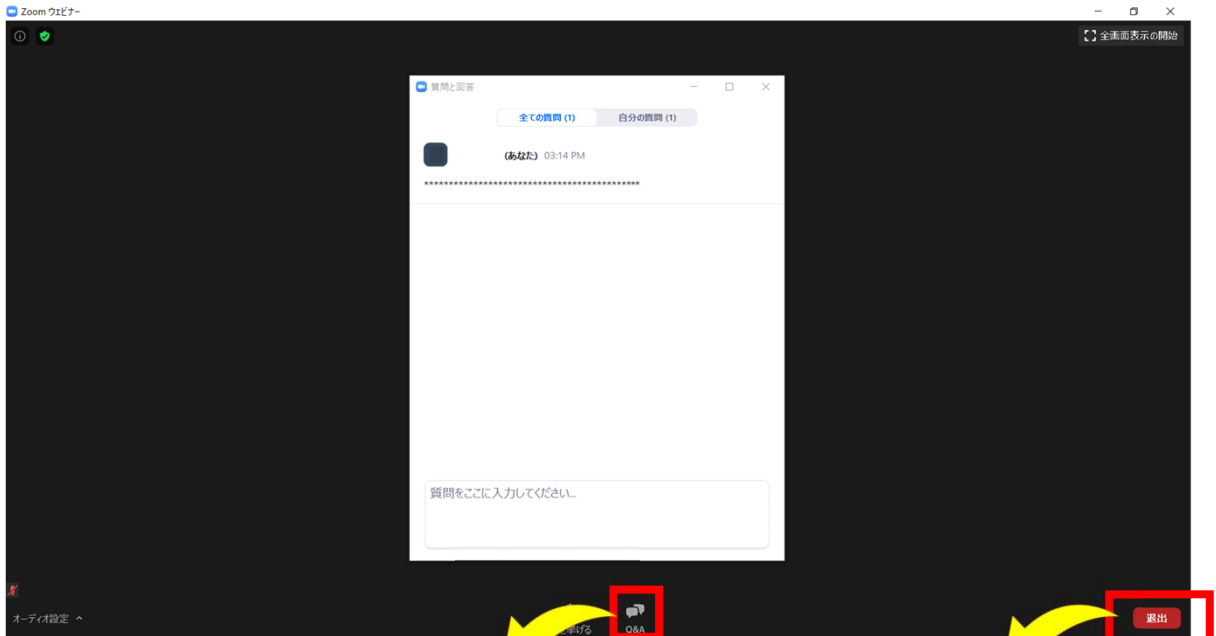 Zoom ウェビナー
全画面表示の開始
質問と回答
全ての質問 (1)
自分の質問 (1)
(あなた) 03:14 PM
********************************************
質問をここに入力してください...
オーディオ設定
挙げる
Q&A
退出